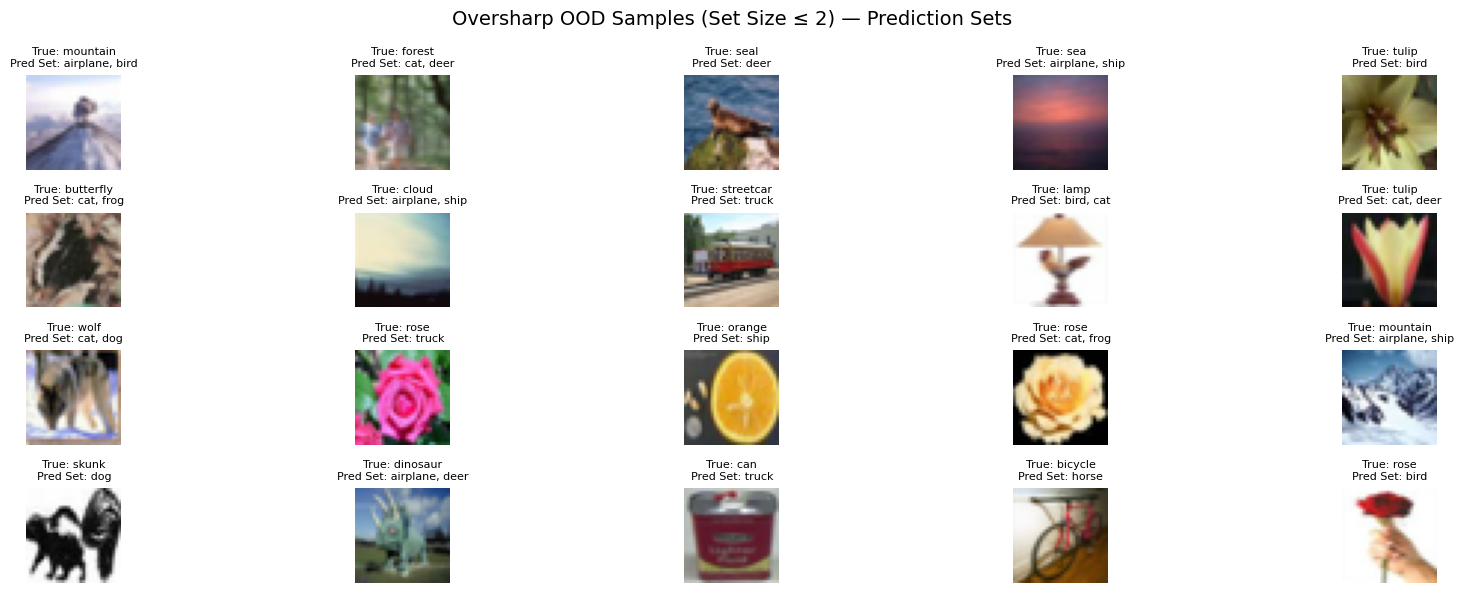 Oversharp OOD Samples (Set Size ≤ 2) — Prediction Sets
True: mountain
Pred Set: airplane, bird
True: forest
Pred Set: cat, deer
True: seal
Pred Set: deer
True: sea
Pred Set: airplane, ship
True: tulip
Pred Set: bird
True: butterfly
Pred Set: cat, frog
True: cloud
Pred Set: airplane, ship
True: streetcar
Pred Set: truck
True: lamp
Pred Set: bird, cat
True: tulip
Pred Set: cat, deer
True: wolf
Pred Set: cat, dog
True: rose
Pred Set: truck
True: orange
Pred Set: ship
True: rose
Pred Set: cat, frog
True: mountain
Pred Set: airplane, ship
True: skunk
Pred Set: dog
True: dinosaur
Pred Set: airplane, deer
True: can
Pred Set: truck
True: bicycle
Pred Set: horse
True: rose
Pred Set: bird